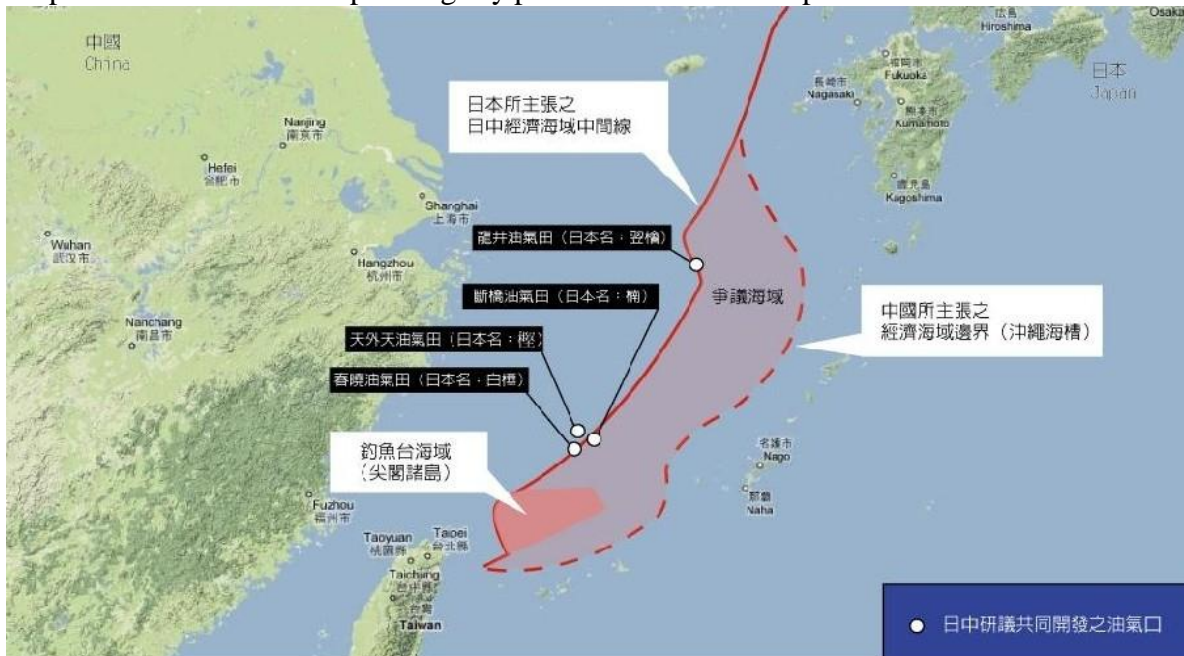 中國
China
Nanjing
南京市
Hefei
合肥市
Shanghai
上海市
Wuhan
武汉市
Hangzhou
杭州市
Nanchang
南昌市
Fuzhou
福州市
Taoyuan
桃園縣
Taipei
台北縣
Taichung
台中縣
台灣
Taiwan
日本所主張之
日中經濟海域中間線
龍井油氣田（日本名：翌檜）
斷橋油氣田（日本名：楠）
天外天油氣田（日本名：樫）
春曉油氣田（日本名：白樺）
釣魚台海域
（尖閣諸島）
爭議海域
中國所主張之
經濟海域邊界（沖繩海槽）
広島
Hiroshima
Osaka
福岡市
Fukuoka
長崎市
Nagasaki
熊本市
Kumamoto
鹿児島
Kagoshima
日本
Japan
名護市
Nago
那覇
Naha
日中研議共同開發之油氣口